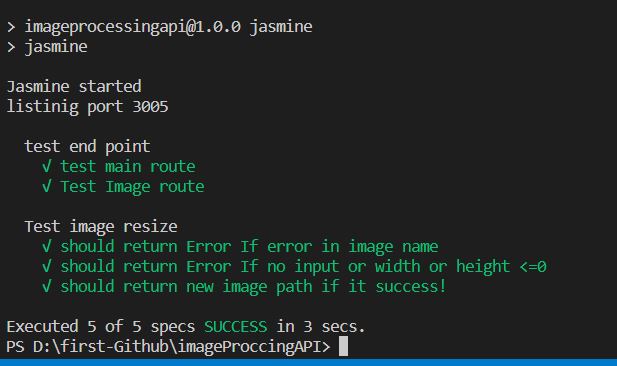 > imageprocessingapi@1.0.0 jasmine
> jasmine
Jasmine started
listinig port 3005
test end point
√ test main route
√ Test Image route
Test image resize
√ should return Error If error in image name
√ should return Error If no input or width or height <=0
√ should return new image path if it success!
Executed 5 of 5 specs SUCCESS in 3 secs.
PS D:\first-Github\imageProccingAPI>